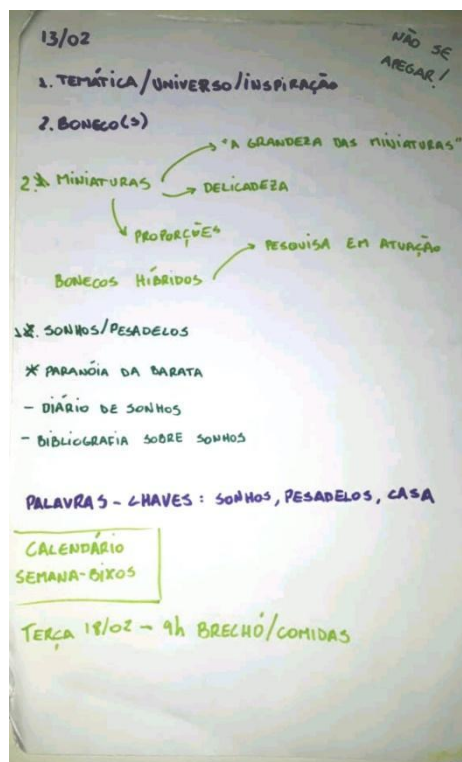 13/02
NÃO SE
APEGAR!
1. TEMÁTICA/UNIVERSO/INSPIRAÇÃO
2. BONECO(S)
"A GRANDEZA DAS MINIATURAS"
2. MINIATURAS
DELICADEZA
PROPORÇÕES
PESQUISA EM ATUAÇÃO
BONECOS HÍBRIDOS
1. SONHOS/PESADELOS
* PARANÓIA DA BARATA
- DIÁRIO DE SONHOS
- BIBLIOGRAFIA SOBRE SONHOS
PALAVRAS-CHAVES: SONHOS, PESADELOS, CASA
CALENDÁRIO
SEMANA-BIXOS
TERÇA 18/02 - 9h BRECHÓ/COMIDAS